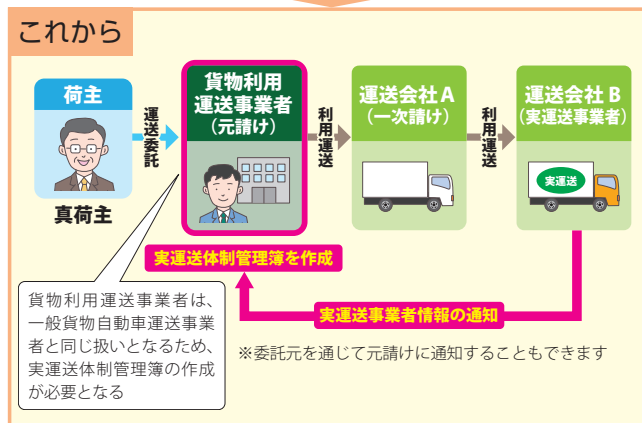 これから
荷主
真荷主
運送委託
貨物利用
運送事業者
（元請け）
利用運送
運送会社A
（一次請け）
利用運送
運送会社B
（実運送事業者）
実運送
実運送体制管理簿を作成
実運送事業者情報の通知
貨物利用運送事業者は、
一般貨物自動車運送事業
者と同じ扱いとなるため、
実運送体制管理簿の作成
が必要となる
※委託元を通じて元請けに通知することもできます